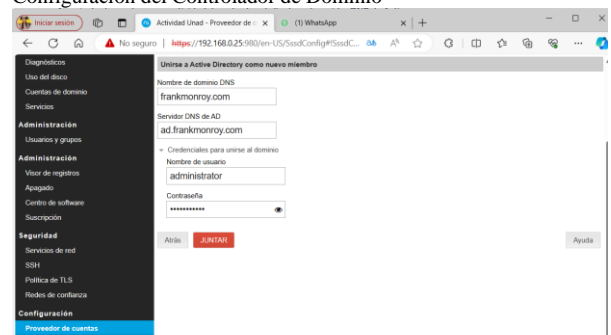 Configuración del Controlador de Dominio
Iniciar sesión
Actividad Unad - Proveedor de
(1) WhatsApp
No seguro
https://192.168.0.25:980/en-US/SssdConfig#!SssdC...
Diagnósticos
Uso del disco
Cuentas de dominio
Servicios
Administración
Usuarios y grupos
Administración
Visor de registros
Apagado
Centro de software
Suscripción
Seguridad
Servicios de red
SSH
Política de TLS
Redes de confianza
Configuración
Proveedor de cuentas
Unirse a Active Directory como nuevo miembro
Nombre de dominio DNS
frankmonroy.com
Servidor DNS de AD
ad.frankmonroy.com
Credenciales para unirse al dominio
Nombre de usuario
administrator
Contraseña
•••••••••••
Atrás
JUNTAR
Ayuda